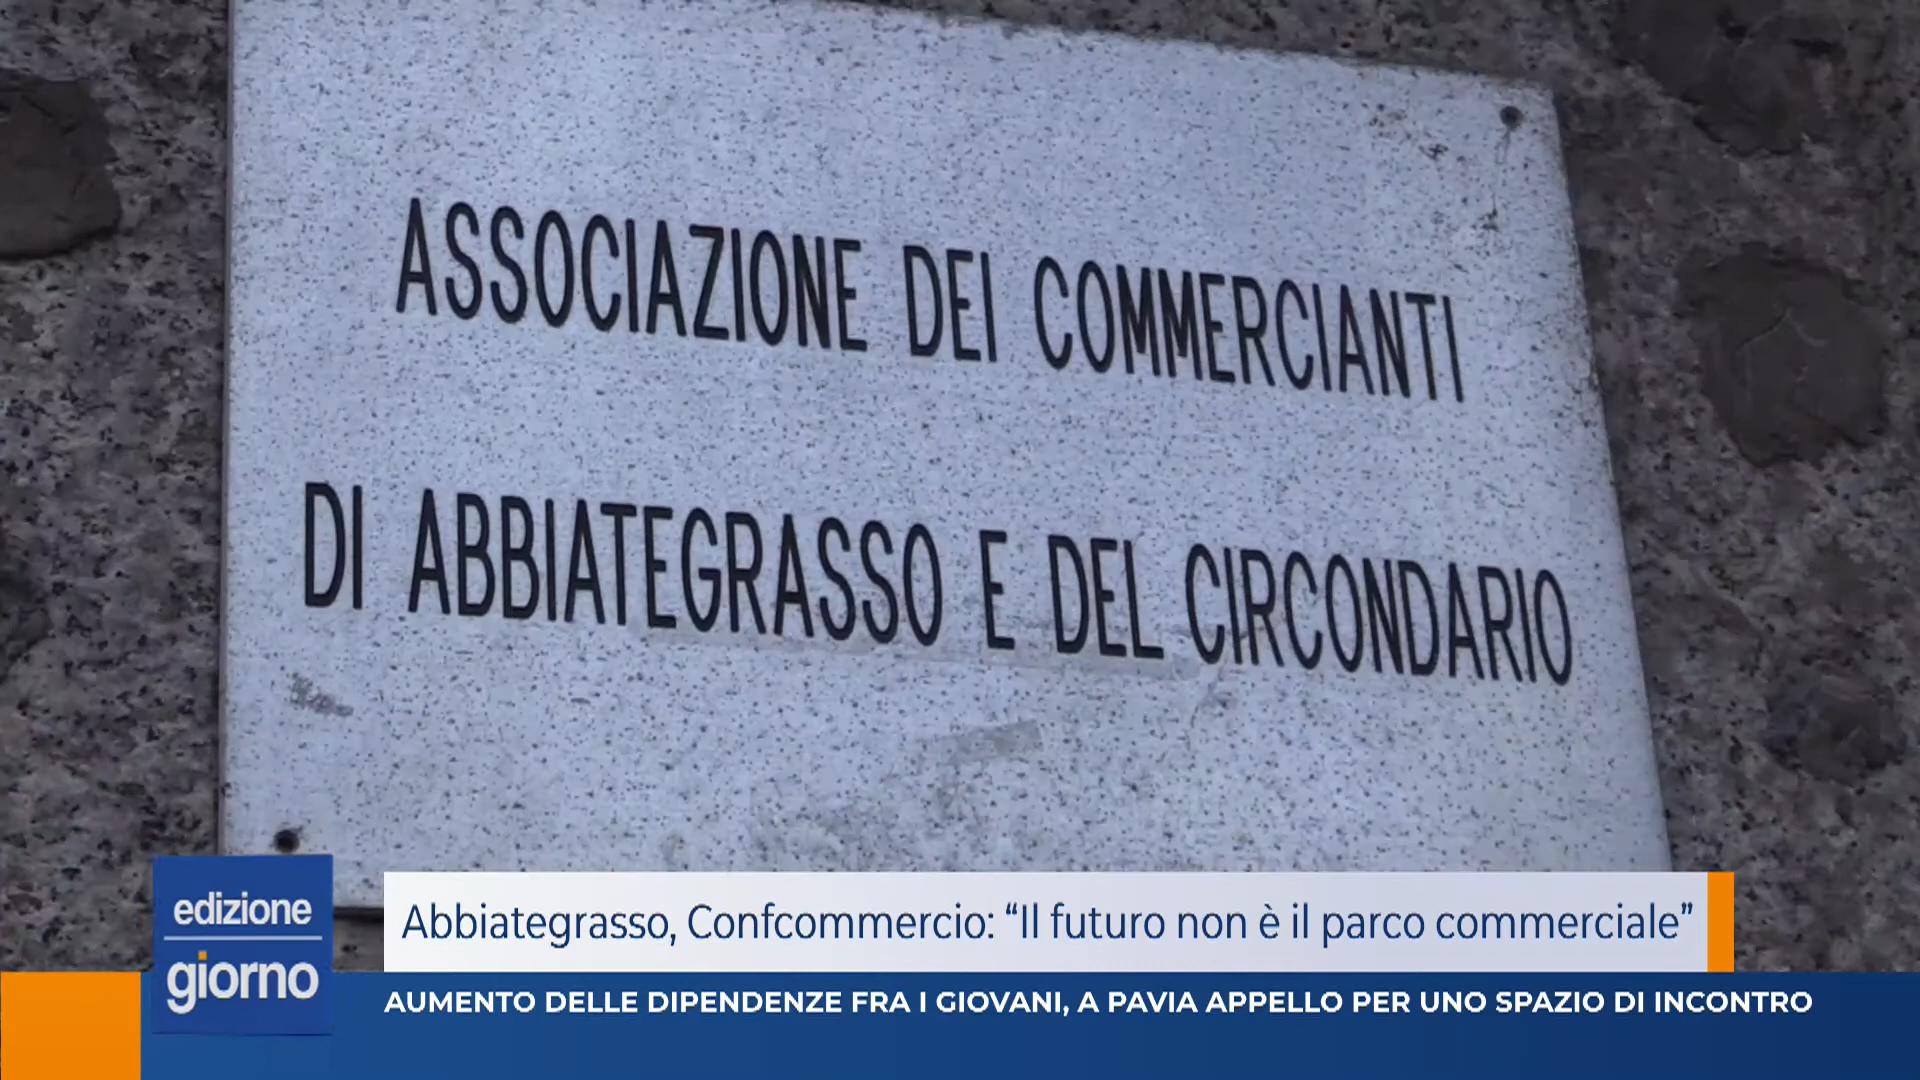 ASSOCIAZIONE DEI COMMERCIANTI
DI ABBIATEGRASSO E DEL CIRCONDARIO
edizione
giorno
Abbiategrasso, Confcommercio: “Il futuro non è il parco commerciale”
AUMENTO DELLE DIPENDENZE FRA I GIOVANI, A PAVIA APPELLO PER UNO SPAZIO DI INCONTRO